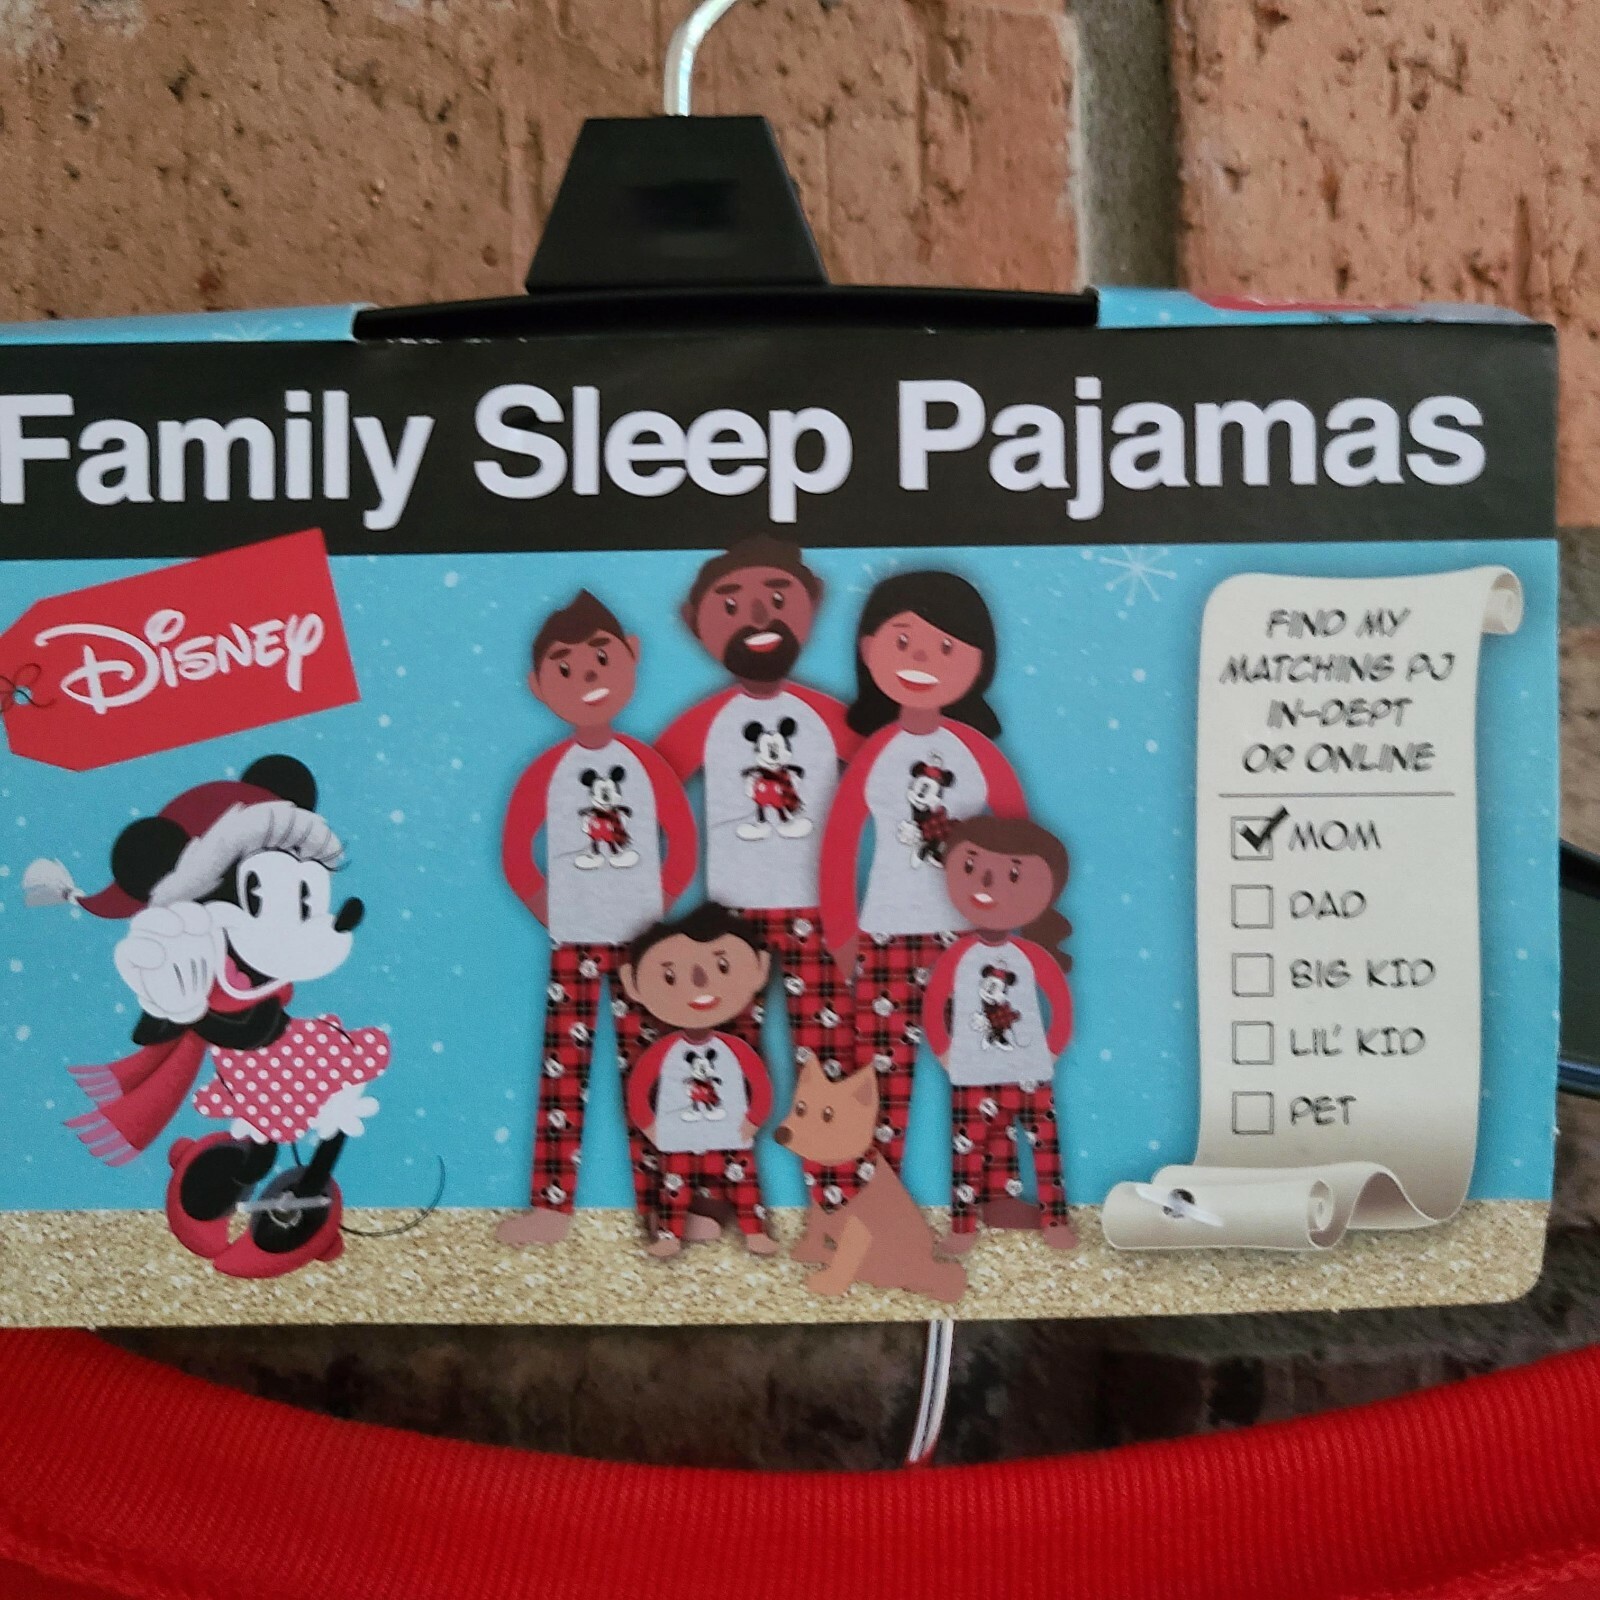 Family Sleep Pajamas
Disney
FIND MY
MATCHING PJ
IN-DEPT
OR ONLINE
MOM
DAD
BIG KID
LIL' KID
PET